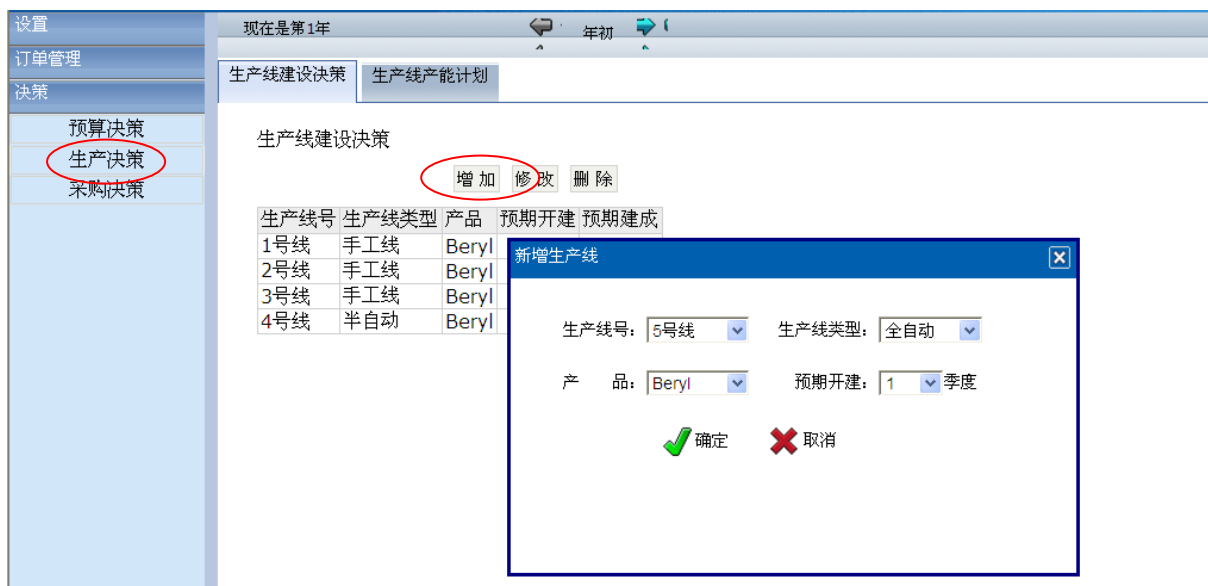 设置
现在是第1年
年初
订单管理
生产线建设决策 生产线产能计划
决策
预算决策
生产决策
采购决策
生产线建设决策
增加 修改 删除
生产线号 生产线类型 产品 预期开建 预期建成
1号线 手工线 Beryl
2号线 手工线 Beryl
3号线 手工线 Beryl
4号线 半自动 Beryl
新增生产线
生产线号： 5号线 生产线类型： 全自动
产 品： Beryl 预期开建： 1 季度
确定 取消